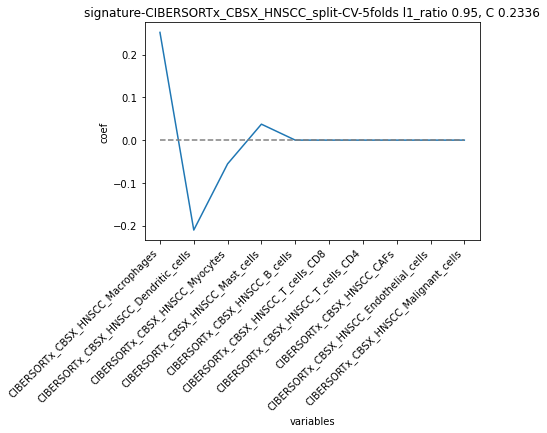 signature-CIBERSORTx_CBSX_HNSCC_split-CV-5folds l1_ratio 0.95, C 0.2336
0.2
0.1
0.0
−0.1
−0.2
coef
CIBERSORTx_CBSX_HNSCC_Macrophages
CIBERSORTx_CBSX_HNSCC_Dendritic_cells
CIBERSORTx_CBSX_HNSCC_Myocytes
CIBERSORTx_CBSX_HNSCC_Mast_cells
CIBERSORTx_CBSX_HNSCC_B_cells
CIBERSORTx_CBSX_HNSCC_T_cells_CD8
CIBERSORTx_CBSX_HNSCC_T_cells_CD4
CIBERSORTx_CBSX_HNSCC_CAFs
CIBERSORTx_CBSX_HNSCC_Endothelial_cells
CIBERSORTx_CBSX_HNSCC_Malignant_cells
variables